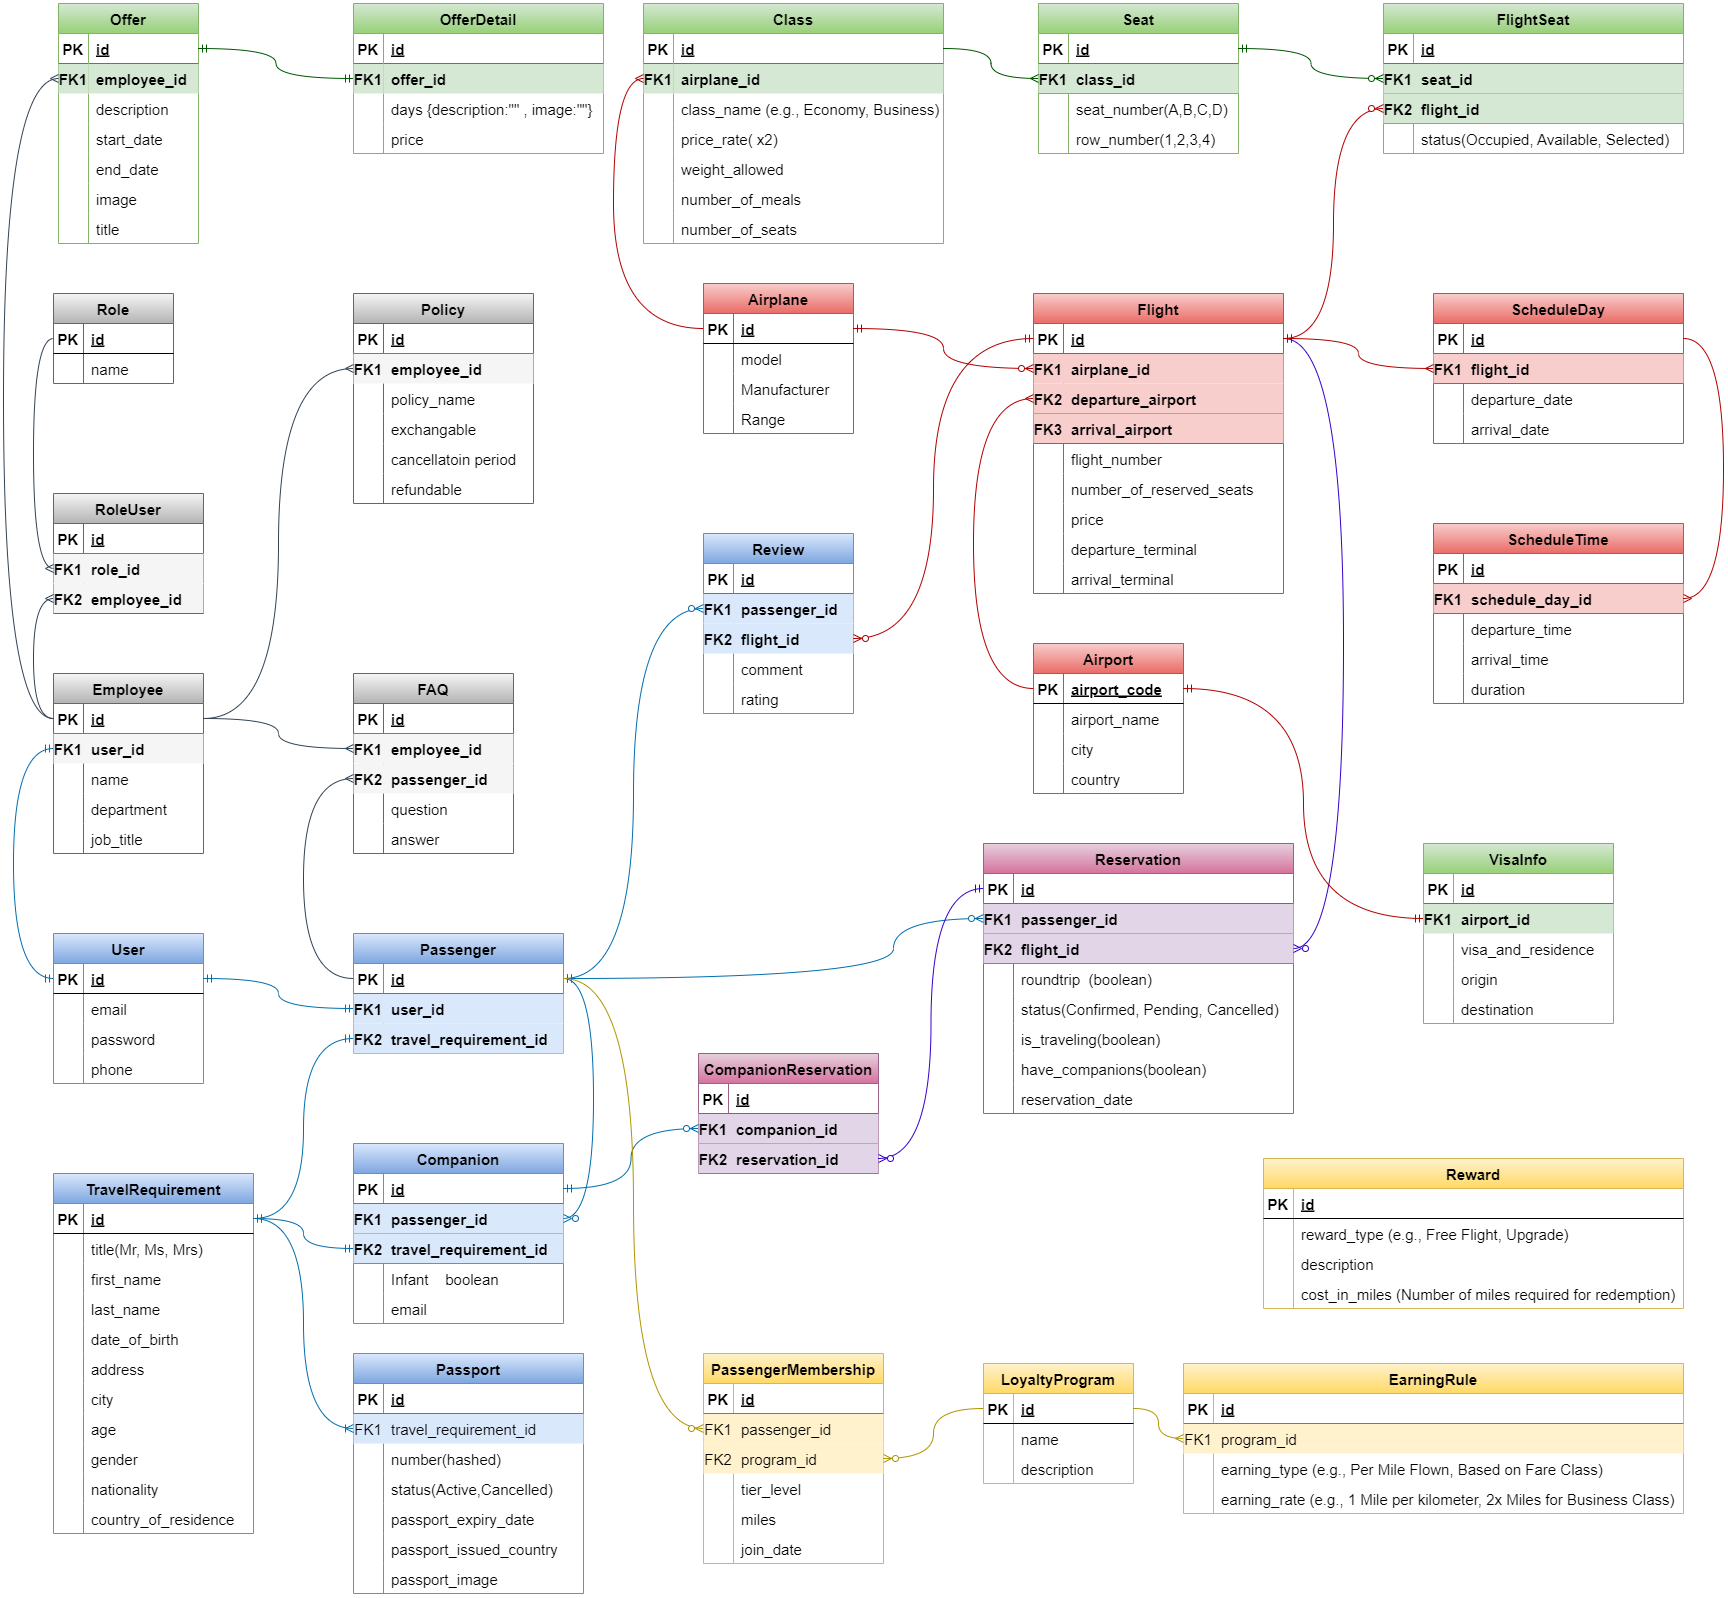 Offer
PK id
FK1 employee_id
description
start_date
end_date
image
title
OfferDetail
PK id
FK1 offer_id
days {description:"" , image:""}
price
Class
PK id
FK1 airplane_id
class_name (e.g., Economy, Business)
price_rate( x2)
weight_allowed
number_of_meals
number_of_seats
Seat
PK id
FK1 class_id
seat_number(A,B,C,D)
row_number(1,2,3,4)
FlightSeat
PK id
FK1 seat_id
FK2 flight_id
status(Occupied, Available, Selected)
Role
PK id
name
Policy
PK id
FK1 employee_id
policy_name
exchangable
cancellatoin period
refundable
Airplane
PK id
model
Manufacturer
Range
Flight
PK id
FK1 airplane_id
FK2 departure_airport
FK3 arrival_airport
flight_number
number_of_reserved_seats
price
departure_terminal
arrival_terminal
ScheduleDay
PK id
FK1 flight_id
departure_date
arrival_date
RoleUser
PK id
FK1 role_id
FK2 employee_id
Review
PK id
FK1 passenger_id
FK2 flight_id
comment
rating
ScheduleTime
PK id
FK1 schedule_day_id
departure_time
arrival_time
duration
Employee
PK id
FK1 user_id
name
department
job_title
FAQ
PK id
FK1 employee_id
FK2 passenger_id
question
answer
Airport
PK airport_code
airport_name
city
country
Reservation
PK id
FK1 passenger_id
FK2 flight_id
roundtrip (boolean)
status(Confirmed, Pending, Cancelled)
is_traveling(boolean)
have_companions(boolean)
reservation_date
VisaInfo
PK id
FK1 airport_id
visa_and_residence
origin
destination
User
PK id
email
password
phone
Passenger
PK id
FK1 user_id
FK2 travel_requirement_id
CompanionReservation
PK id
FK1 companion_id
FK2 reservation_id
TravelRequirement
PK id
title(Mr, Ms, Mrs)
first_name
last_name
date_of_birth
address
city
age
gender
nationality
country_of_residence
Companion
PK id
FK1 passenger_id
FK2 travel_requirement_id
Infant boolean
email
Reward
PK id
reward_type (e.g., Free Flight, Upgrade)
description
cost_in_miles (Number of miles required for redemption)
Passport
PK id
FK1 travel_requirement_id
number(hashed)
status(Active,Cancelled)
passport_expiry_date
passport_issued_country
passport_image
PassengerMembership
PK id
FK1 passenger_id
FK2 program_id
tier_level
miles
join_date
LoyaltyProgram
PK id
name
description
EarningRule
PK id
FK1 program_id
earning_type (e.g., Per Mile Flown, Based on Fare Class)
earning_rate (e.g., 1 Mile per kilometer, 2x Miles for Business Class)